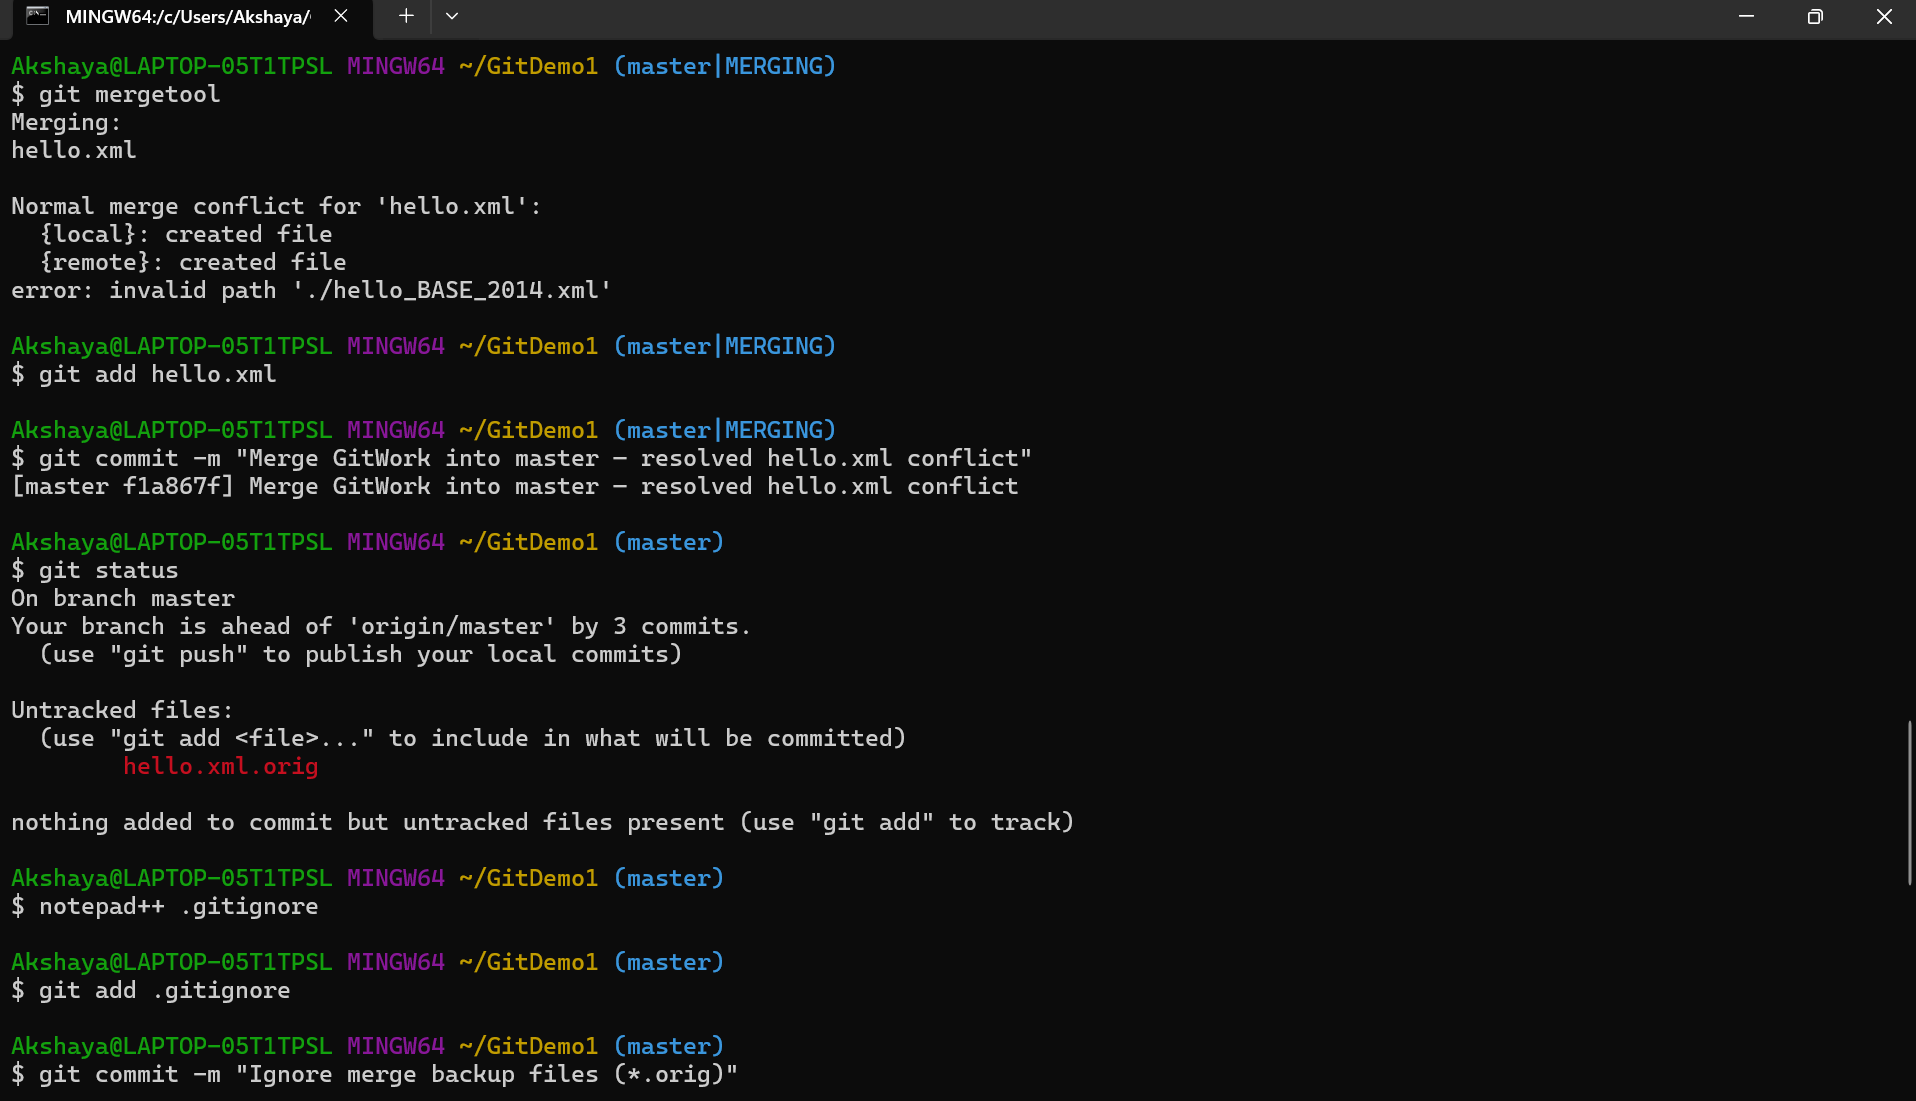 MINGW64:/c/Users/Akshaya/
Akshaya@LAPTOP-05T1TPSL MINGW64 ~/GitDemo1 (master|MERGING)
$ git mergetool
Merging:
hello.xml
Normal merge conflict for 'hello.xml':
  {local}: created file
  {remote}: created file
error: invalid path './hello_BASE_2014.xml'
Akshaya@LAPTOP-05T1TPSL MINGW64 ~/GitDemo1 (master|MERGING)
$ git add hello.xml
Akshaya@LAPTOP-05T1TPSL MINGW64 ~/GitDemo1 (master|MERGING)
$ git commit -m "Merge GitWork into master - resolved hello.xml conflict"
[master f1a867f] Merge GitWork into master - resolved hello.xml conflict
Akshaya@LAPTOP-05T1TPSL MINGW64 ~/GitDemo1 (master)
$ git status
On branch master
Your branch is ahead of 'origin/master' by 3 commits.
  (use "git push" to publish your local commits)
Untracked files:
  (use "git add <file>..." to include in what will be committed)
        hello.xml.orig
nothing added to commit but untracked files present (use "git add" to track)
Akshaya@LAPTOP-05T1TPSL MINGW64 ~/GitDemo1 (master)
$ notepad++ .gitignore
Akshaya@LAPTOP-05T1TPSL MINGW64 ~/GitDemo1 (master)
$ git add .gitignore
Akshaya@LAPTOP-05T1TPSL MINGW64 ~/GitDemo1 (master)
$ git commit -m "Ignore merge backup files (*.orig)"